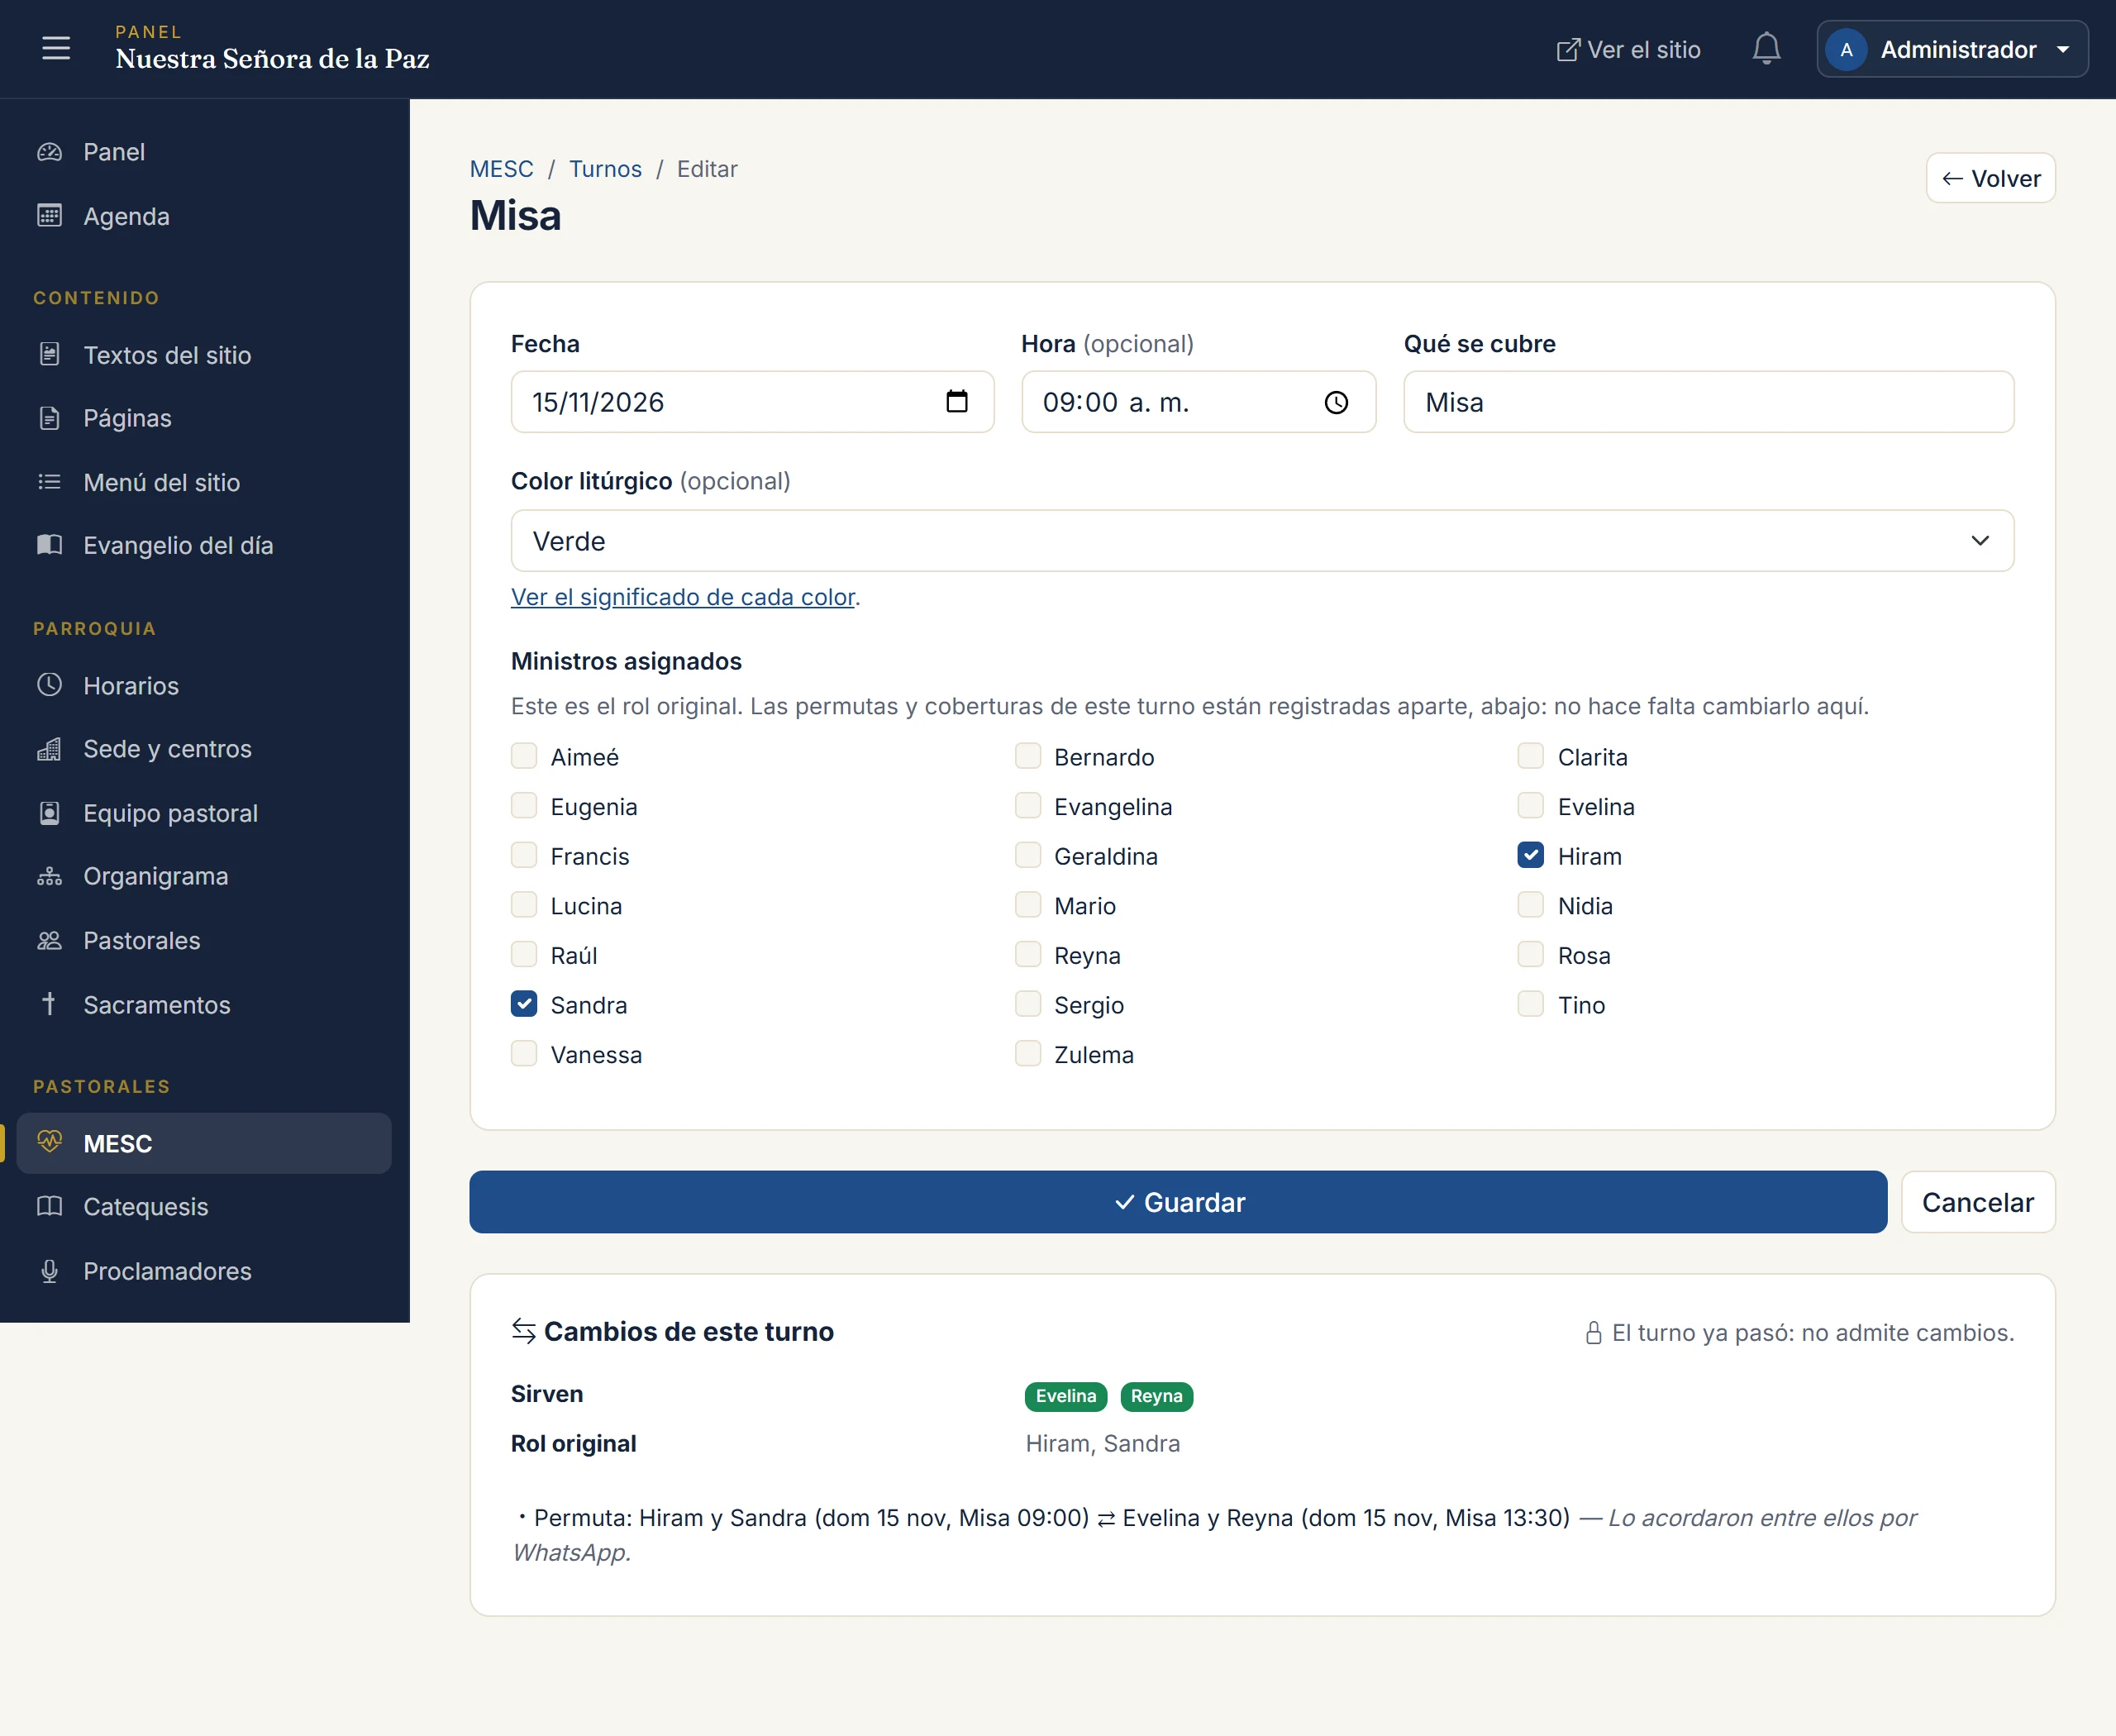 PANEL
Nuestra Señora de la Paz
Ver el sitio
A
Administrador
Panel
Agenda
CONTENIDO
Textos del sitio
Páginas
Menú del sitio
Evangelio del día
PARROQUIA
Horarios
Sede y centros
Equipo pastoral
Organigrama
Pastorales
Sacramentos
PASTORALES
MESC
Catequesis
Proclamadores
MESC / Turnos / Editar
← Volver
Misa
Fecha
Hora (opcional)
Qué se cubre
15/11/2026
09:00 a. m.
Misa
Color litúrgico (opcional)
Verde
Ver el significado de cada color.
Ministros asignados
Este es el rol original. Las permutas y coberturas de este turno están registradas aparte, abajo: no hace falta cambiarlo aquí.
Aimeé
Bernardo
Clarita
Eugenia
Evangelina
Evelina
Francis
Geraldina
Hiram
Lucina
Mario
Nidia
Raúl
Reyna
Rosa
Sandra
Sergio
Tino
Vanessa
Zulema
Guardar
Cancelar
Cambios de este turno
El turno ya pasó: no admite cambios.
Sirven
Evelina Reyna
Rol original
Hiram, Sandra
· Permuta: Hiram y Sandra (dom 15 nov, Misa 09:00) ⇄ Evelina y Reyna (dom 15 nov, Misa 13:30) — Lo acordaron entre ellos por
WhatsApp.